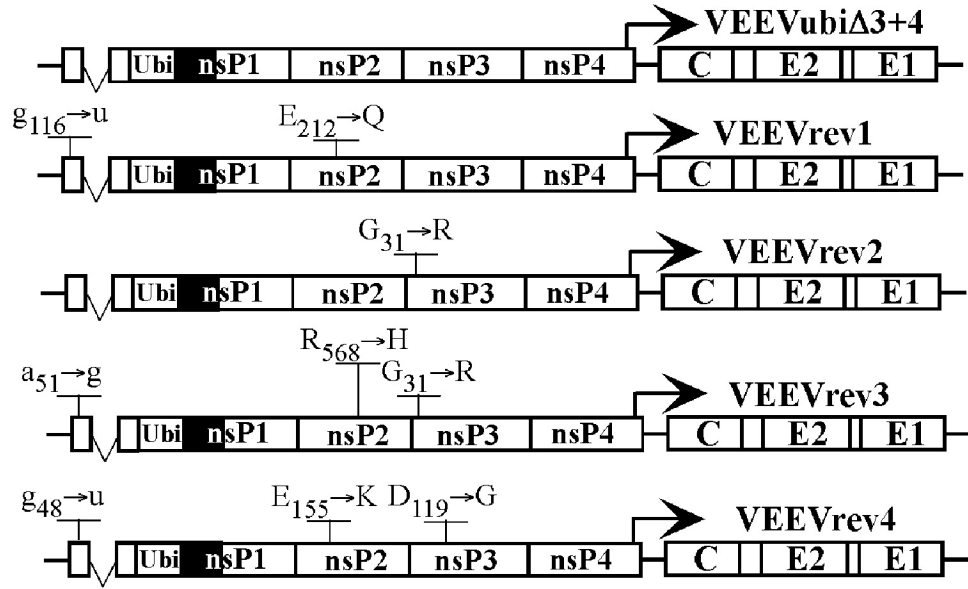 VEEVubiΔ3+4
Ubi nsP1 nsP2 nsP3 nsP4 C E2 E1
g116→u E212→Q VEEVrev1
Ubi nsP1 nsP2 nsP3 nsP4 C E2 E1
G31→R VEEVrev2
Ubi nsP1 nsP2 nsP3 nsP4 C E2 E1
R568→H
a51→g G31→R VEEVrev3
Ubi nsP1 nsP2 nsP3 nsP4 C E2 E1
g48→u E155→K D119→G VEEVrev4
Ubi nsP1 nsP2 nsP3 nsP4 C E2 E1